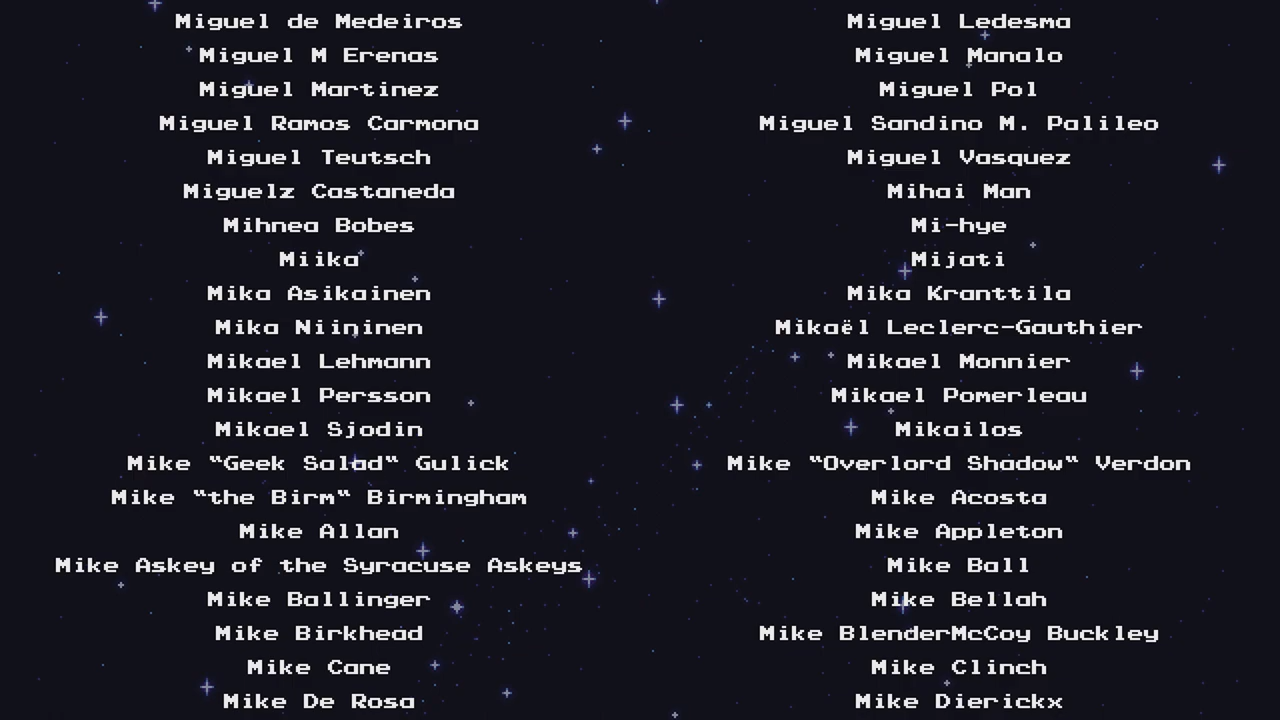 Miguel de Medeiros
Miguel Ledesma
Miguel M Erenas
Miguel Manalo
Miguel Martinez
Miguel Pol
Miguel Ramos Carmona
Miguel Sandino M. Palileo
Miguel Teutsch
Miguel Vasquez
Miguelz Castaneda
Mihai Man
Mihnea Bobes
Mi-hye
Miika
Mijati
Mika Asikainen
Mika Kranttila
Mika Niininen
Mikaël Leclerc-Gauthier
Mikael Lehmann
Mikael Monnier
Mikael Persson
Mikael Pomerleau
Mikael Sjodin
Mikailos
Mike "Geek Salad" Gulick
Mike "Overlord Shadow" Verdon
Mike "the Birm" Birmingham
Mike Acosta
Mike Allan
Mike Appleton
Mike Askey of the Syracuse Askeys
Mike Ball
Mike Ballinger
Mike Bellah
Mike Birkhead
Mike BlenderMcCoy Buckley
Mike Cane
Mike Clinch
Mike De Rosa
Mike Dierickx